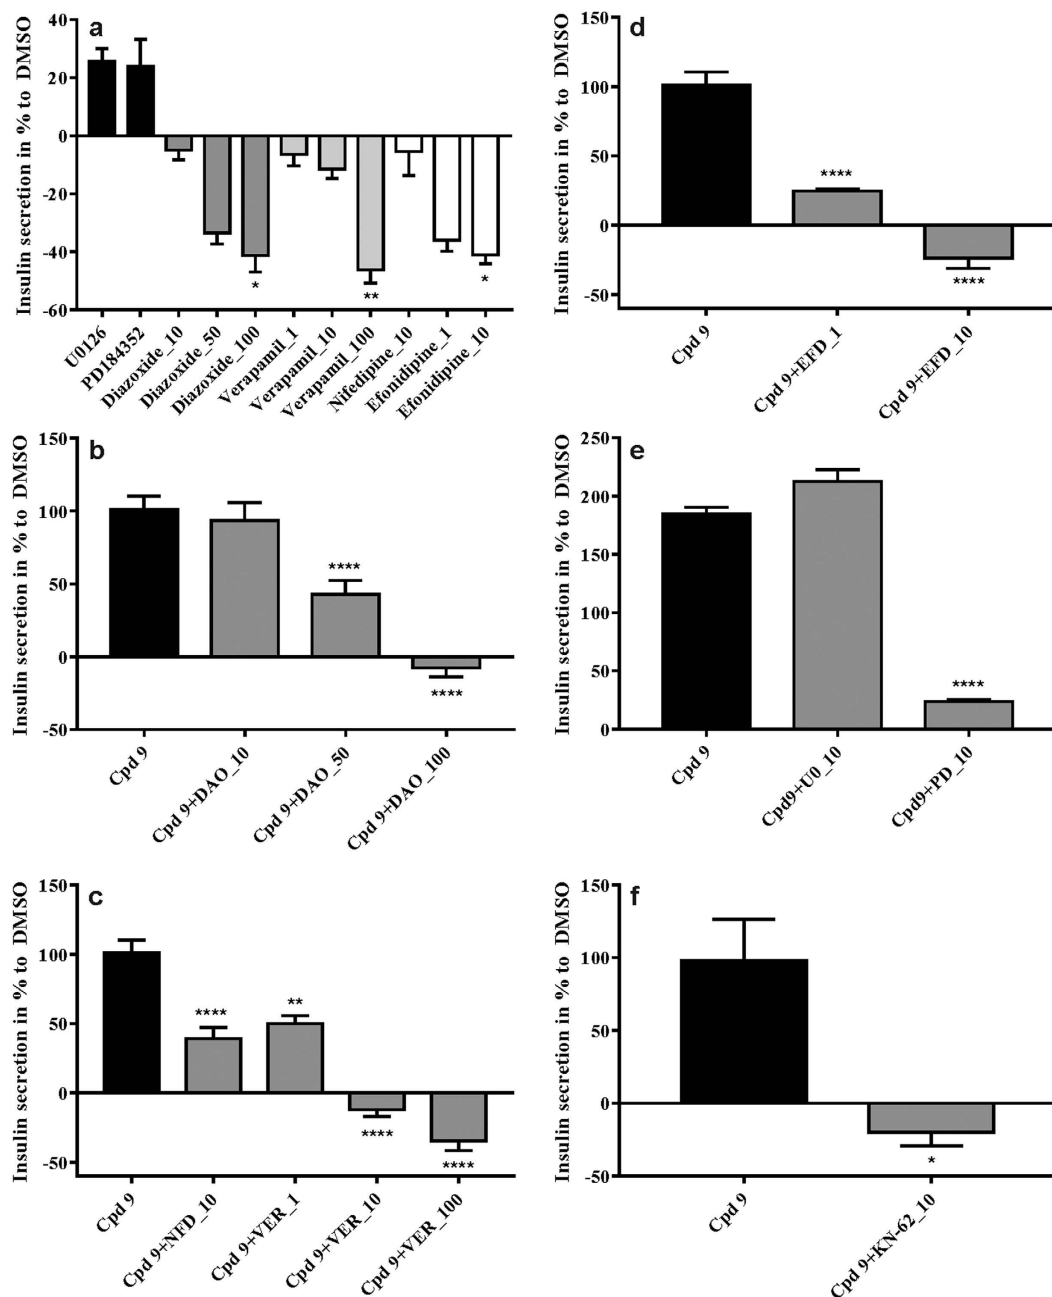 a
Insulin secretion in % to DMSO
40
20
0
-20
-40
-60
*
**
*
U0126
PD184352
Diazoxide_10
Diazoxide_50
Diazoxide_100
Verapamil_1
Verapamil_10
Verapamil_100
Nifedipine_10
Efonidipine_1
Efonidipine_10
d
Insulin secretion in % to DMSO
150
100
50
0
-50
****
****
Cpd 9
Cpd 9+EFD_1
Cpd 9+EFD_10
b
Insulin secretion in % to DMSO
150
100
50
0
-50
****
****
Cpd 9
Cpd 9+DAO_10
Cpd 9+DAO_50
Cpd 9+DAO_100
e
Insulin secretion in % to DMSO
250
200
150
100
50
0
****
Cpd 9
Cpd9+U0_10
Cpd9+PD_10
c
Insulin secretion in % to DMSO
150
100
50
0
-50
****
**
****
****
Cpd 9
Cpd 9+NFD_10
Cpd 9+VER_1
Cpd 9+VER_10
Cpd 9+VER_100
f
Insulin secretion in % to DMSO
150
100
50
0
-50
*
Cpd 9
Cpd 9+KN-62_10